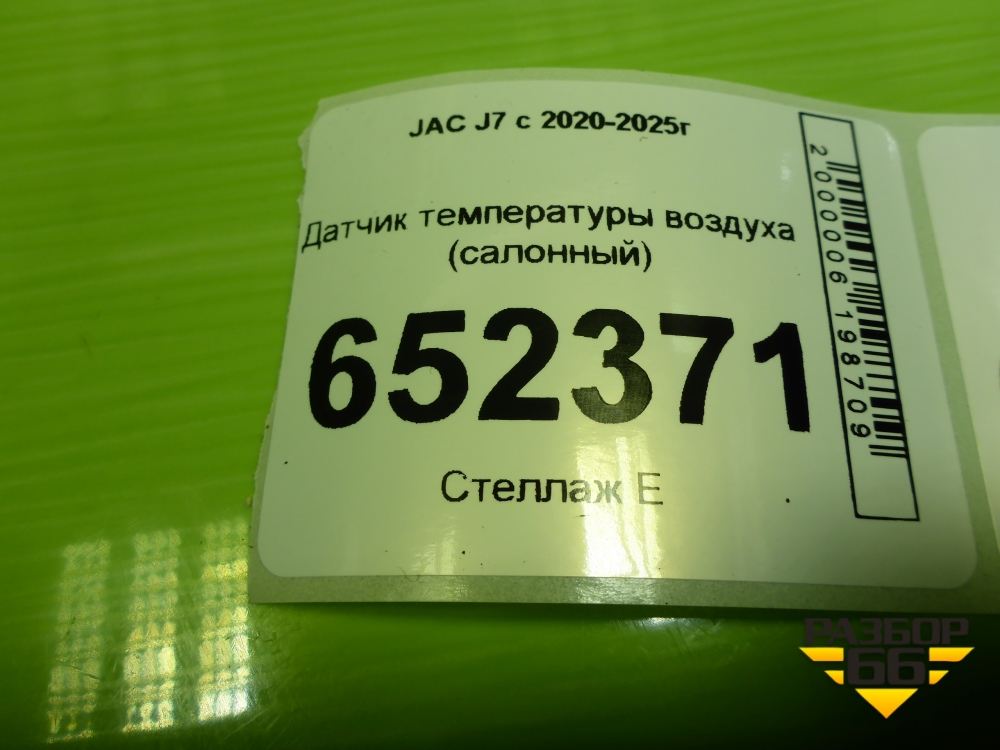 JAC J7 с 2020-2025г
Датчик температуры воздуха
(салонный)
652371
Стеллаж Е
2000006198709
РАЗБОР
66